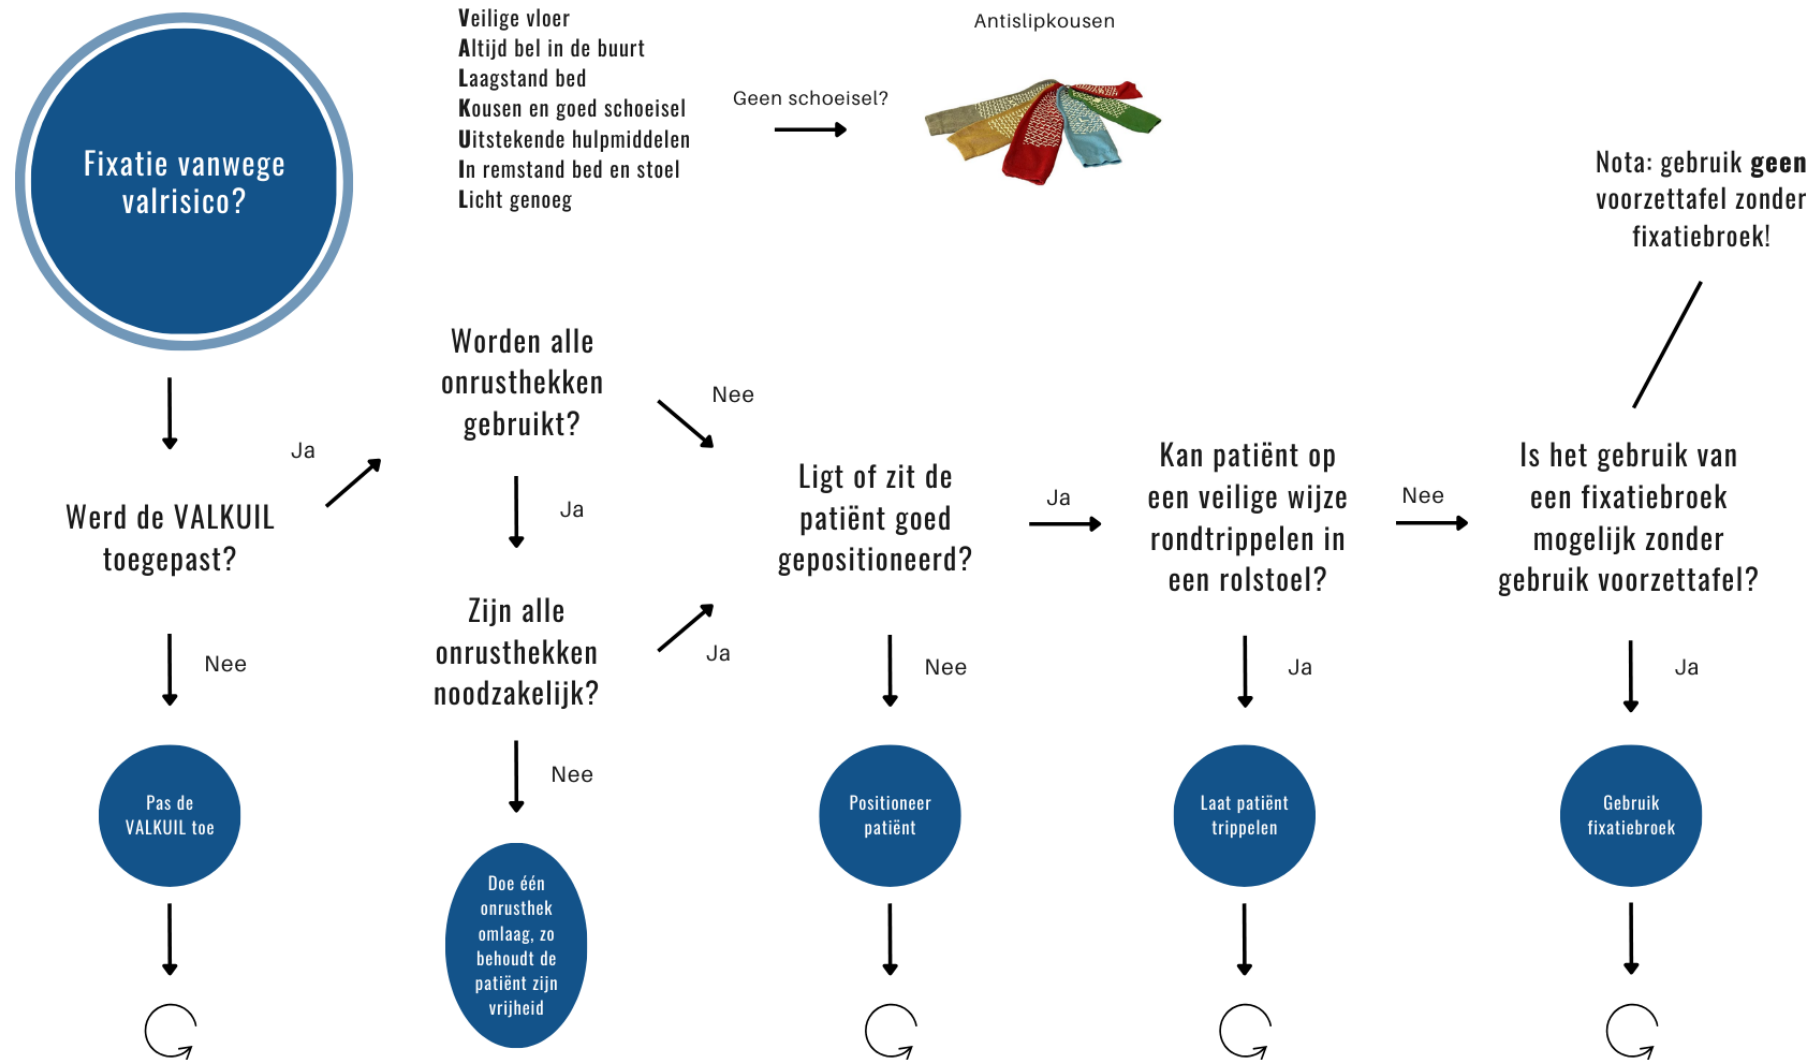 Fixatie vanwege
valrisico?
Veilige vloer
Altijd bel in de buurt
Laagstand bed
Kousen en goed schoeisel
Uitstekende hulpmiddelen
In remstand bed en stoel
Licht genoeg
Geen schoeisel?
Antislipkousen
Nota: gebruik geen
voorzettafel zonder
fixatiebroek!
Werd de VALKUIL
toegepast?
Ja
Nee
Pas de
VALKUIL toe
Worden alle
onrusthekken
gebruikt?
Nee
Ja
Zijn alle
onrusthekken
noodzakelijk?
Ja
Nee
Doe één
onrusthek
omlaag, zo
behoudt de
patiënt zijn
vrijheid
Ligt of zit de
patiënt goed
gepositioneerd?
Ja
Nee
Positioneer
patiënt
Kan patiënt op
een veilige wijze
rondtrippelen in
een rolstoel?
Nee
Ja
Laat patiënt
trippelen
Is het gebruik van
een fixatiebroek
mogelijk zonder
gebruik voorzettafel?
Ja
Gebruik
fixatiebroek